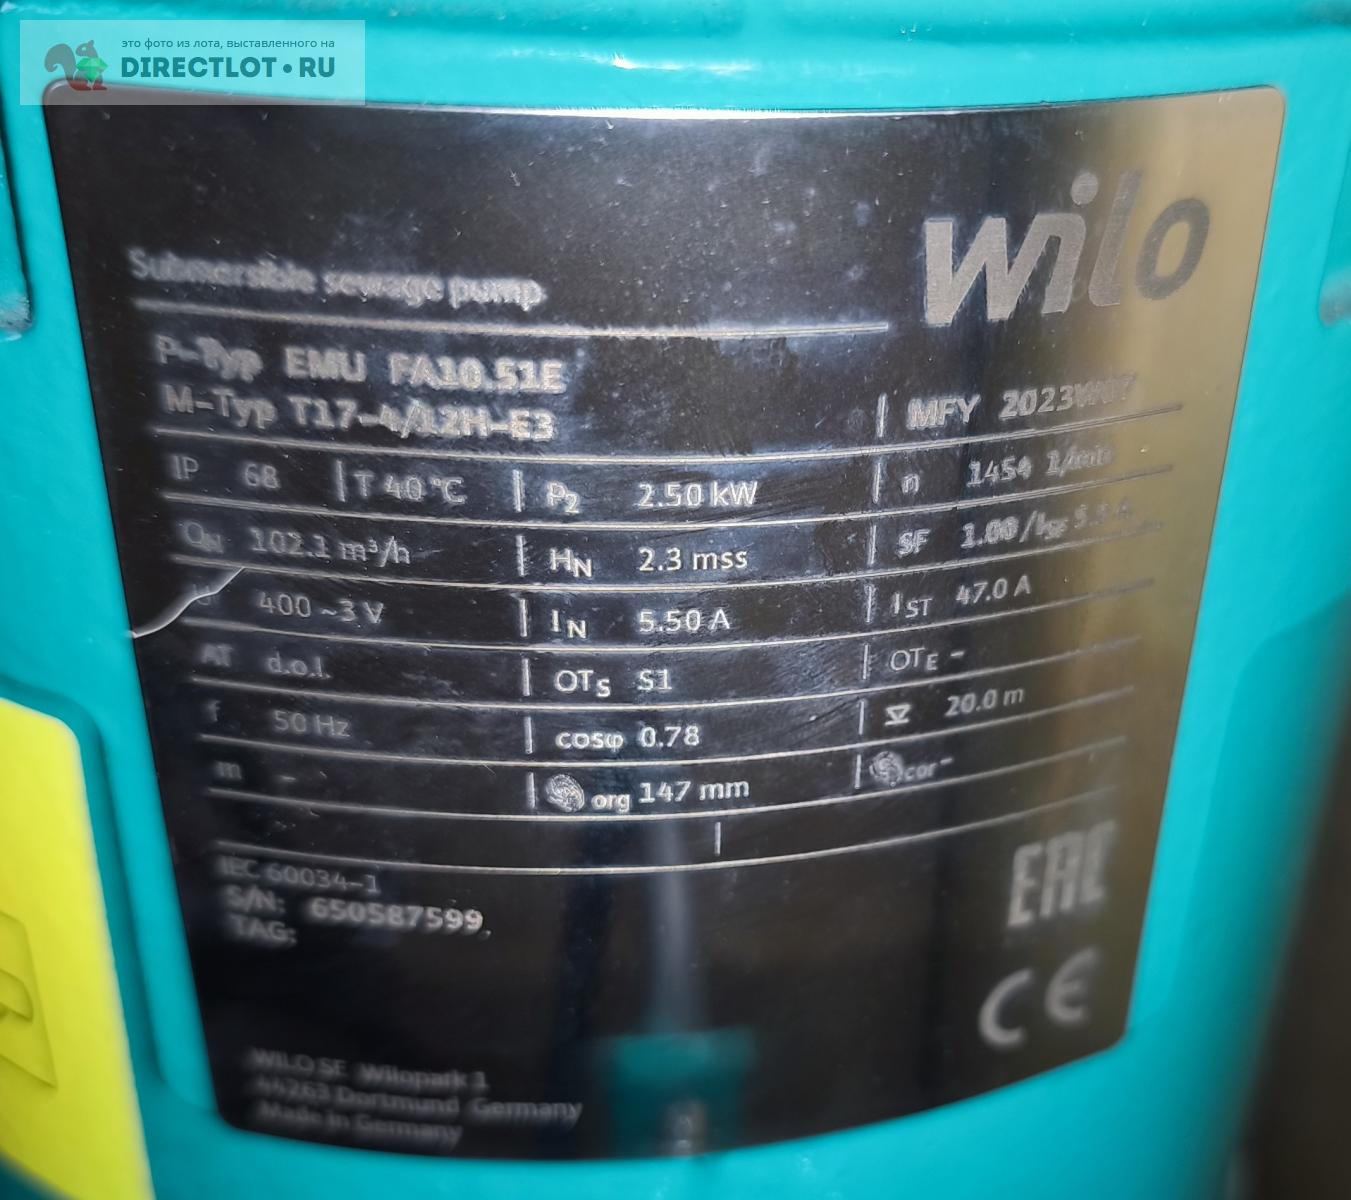 это фото из лота, выставленного на
DIRECTLOT•RU
wilo
Submersible sewage pump
P-Typ EMU FA10.51E
M-Typ T17-4/12H-E3 MFY
IP 68 T 40°C P2 2.50 kW n 1454 1/min
QN 102.1 m³/h HN 2.3 mss SF 1.00/ISF
U 400 ~3 V IN 5.50 A IST 47.0 A
AT d.o.l. OTS S1 OTE -
f 50 Hz cosφ 0.78 20.0 m
m - org 147 mm cor -
IEC 60034-1
S/N: 650587599
TAG:
EAC
CE
WILO SE Wilopark 1
44263 Dortmund Germany
Made in Germany